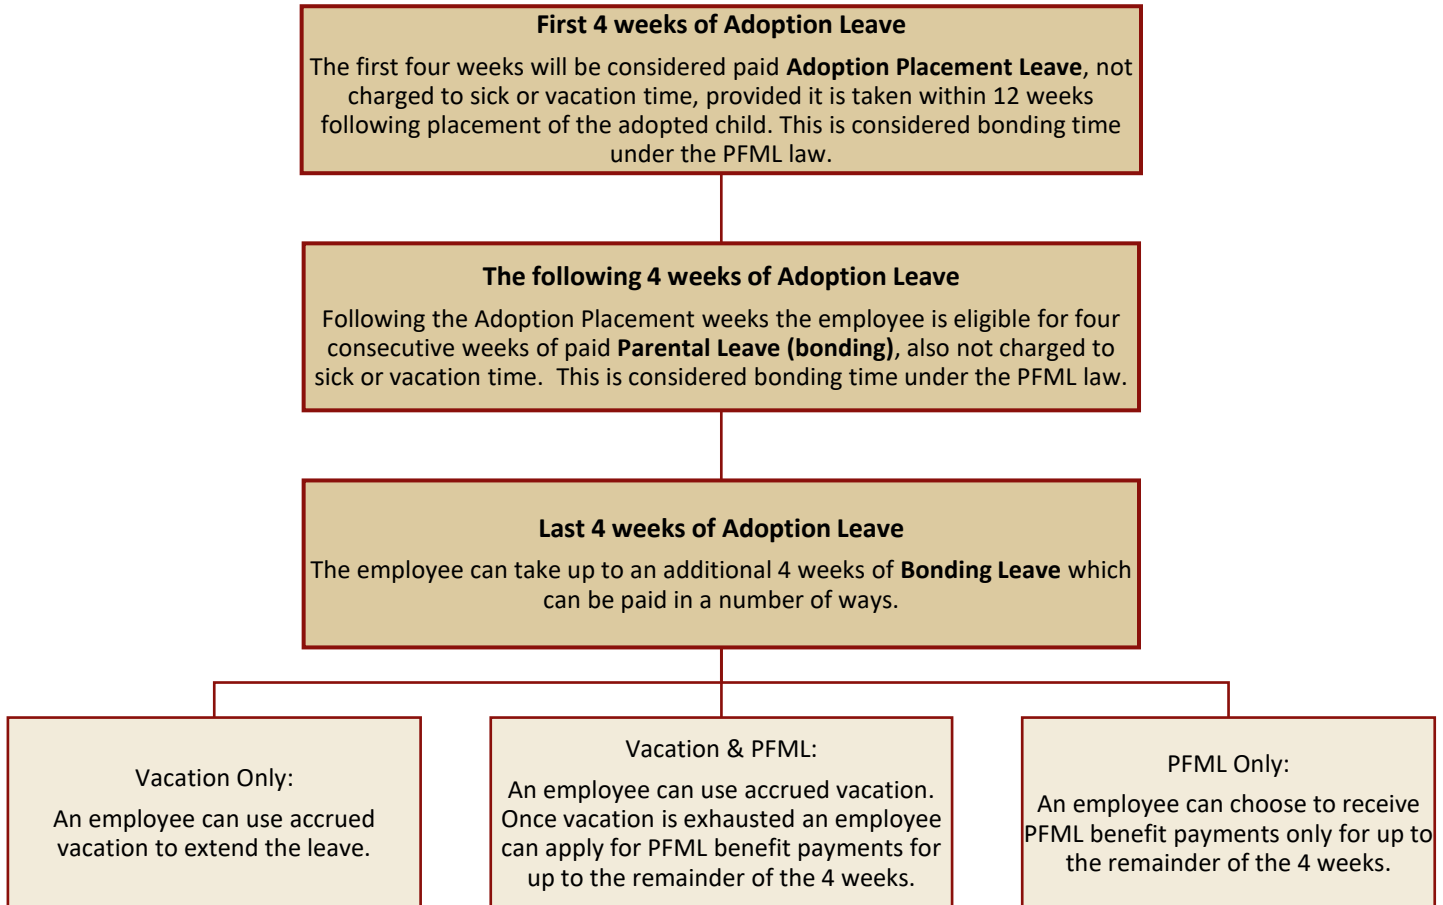 First 4 weeks of Adoption Leave
The first four weeks will be considered paid Adoption Placement Leave, not
charged to sick or vacation time, provided it is taken within 12 weeks
following placement of the adopted child. This is considered bonding time
under the PFML law.
The following 4 weeks of Adoption Leave
Following the Adoption Placement weeks the employee is eligible for four
consecutive weeks of paid Parental Leave (bonding), also not charged to
sick or vacation time.  This is considered bonding time under the PFML law.
Last 4 weeks of Adoption Leave
The employee can take up to an additional 4 weeks of Bonding Leave which
can be paid in a number of ways.
Vacation Only:
An employee can use accrued
vacation to extend the leave.
Vacation & PFML:
An employee can use accrued vacation.
Once vacation is exhausted an employee
can apply for PFML benefit payments for
up to the remainder of the 4 weeks.
PFML Only:
An employee can choose to receive
PFML benefit payments only for up to
the remainder of the 4 weeks.